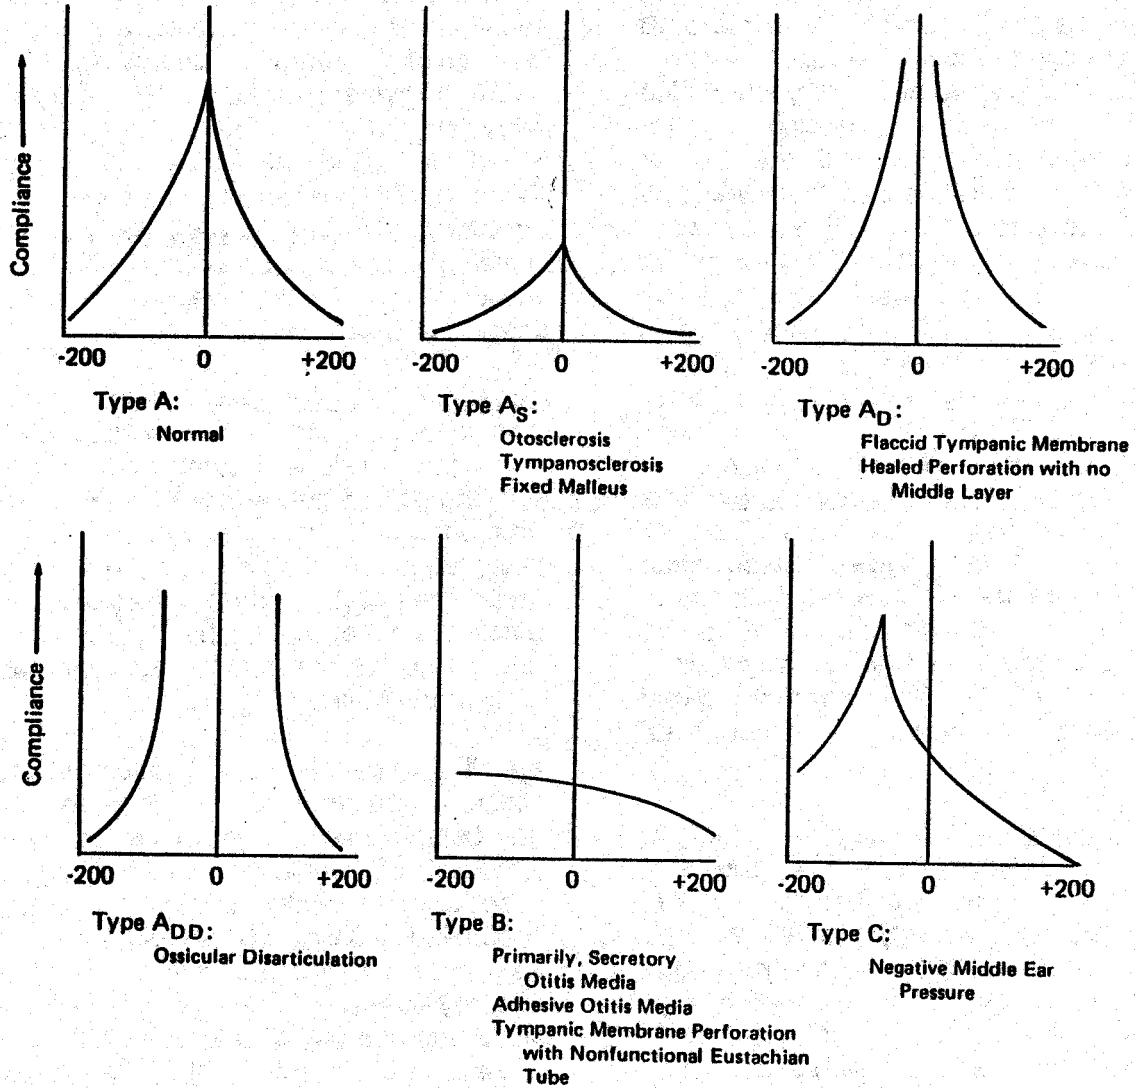 Compliance
-200 0 +200
Type A:
Normal
-200 0 +200
Type AS:
Otosclerosis
Tympanosclerosis
Fixed Malleus
-200 0 +200
Type AD:
Flaccid Tympanic Membrane
Healed Perforation with no
Middle Layer
Compliance
-200 0 +200
Type ADD:
Ossicular Disarticulation
-200 0 +200
Type B:
Primarily, Secretory
Otitis Media
Adhesive Otitis Media
Tympanic Membrane Perforation
with Nonfunctional Eustachian
Tube
-200 0 +200
Type C:
Negative Middle Ear
Pressure